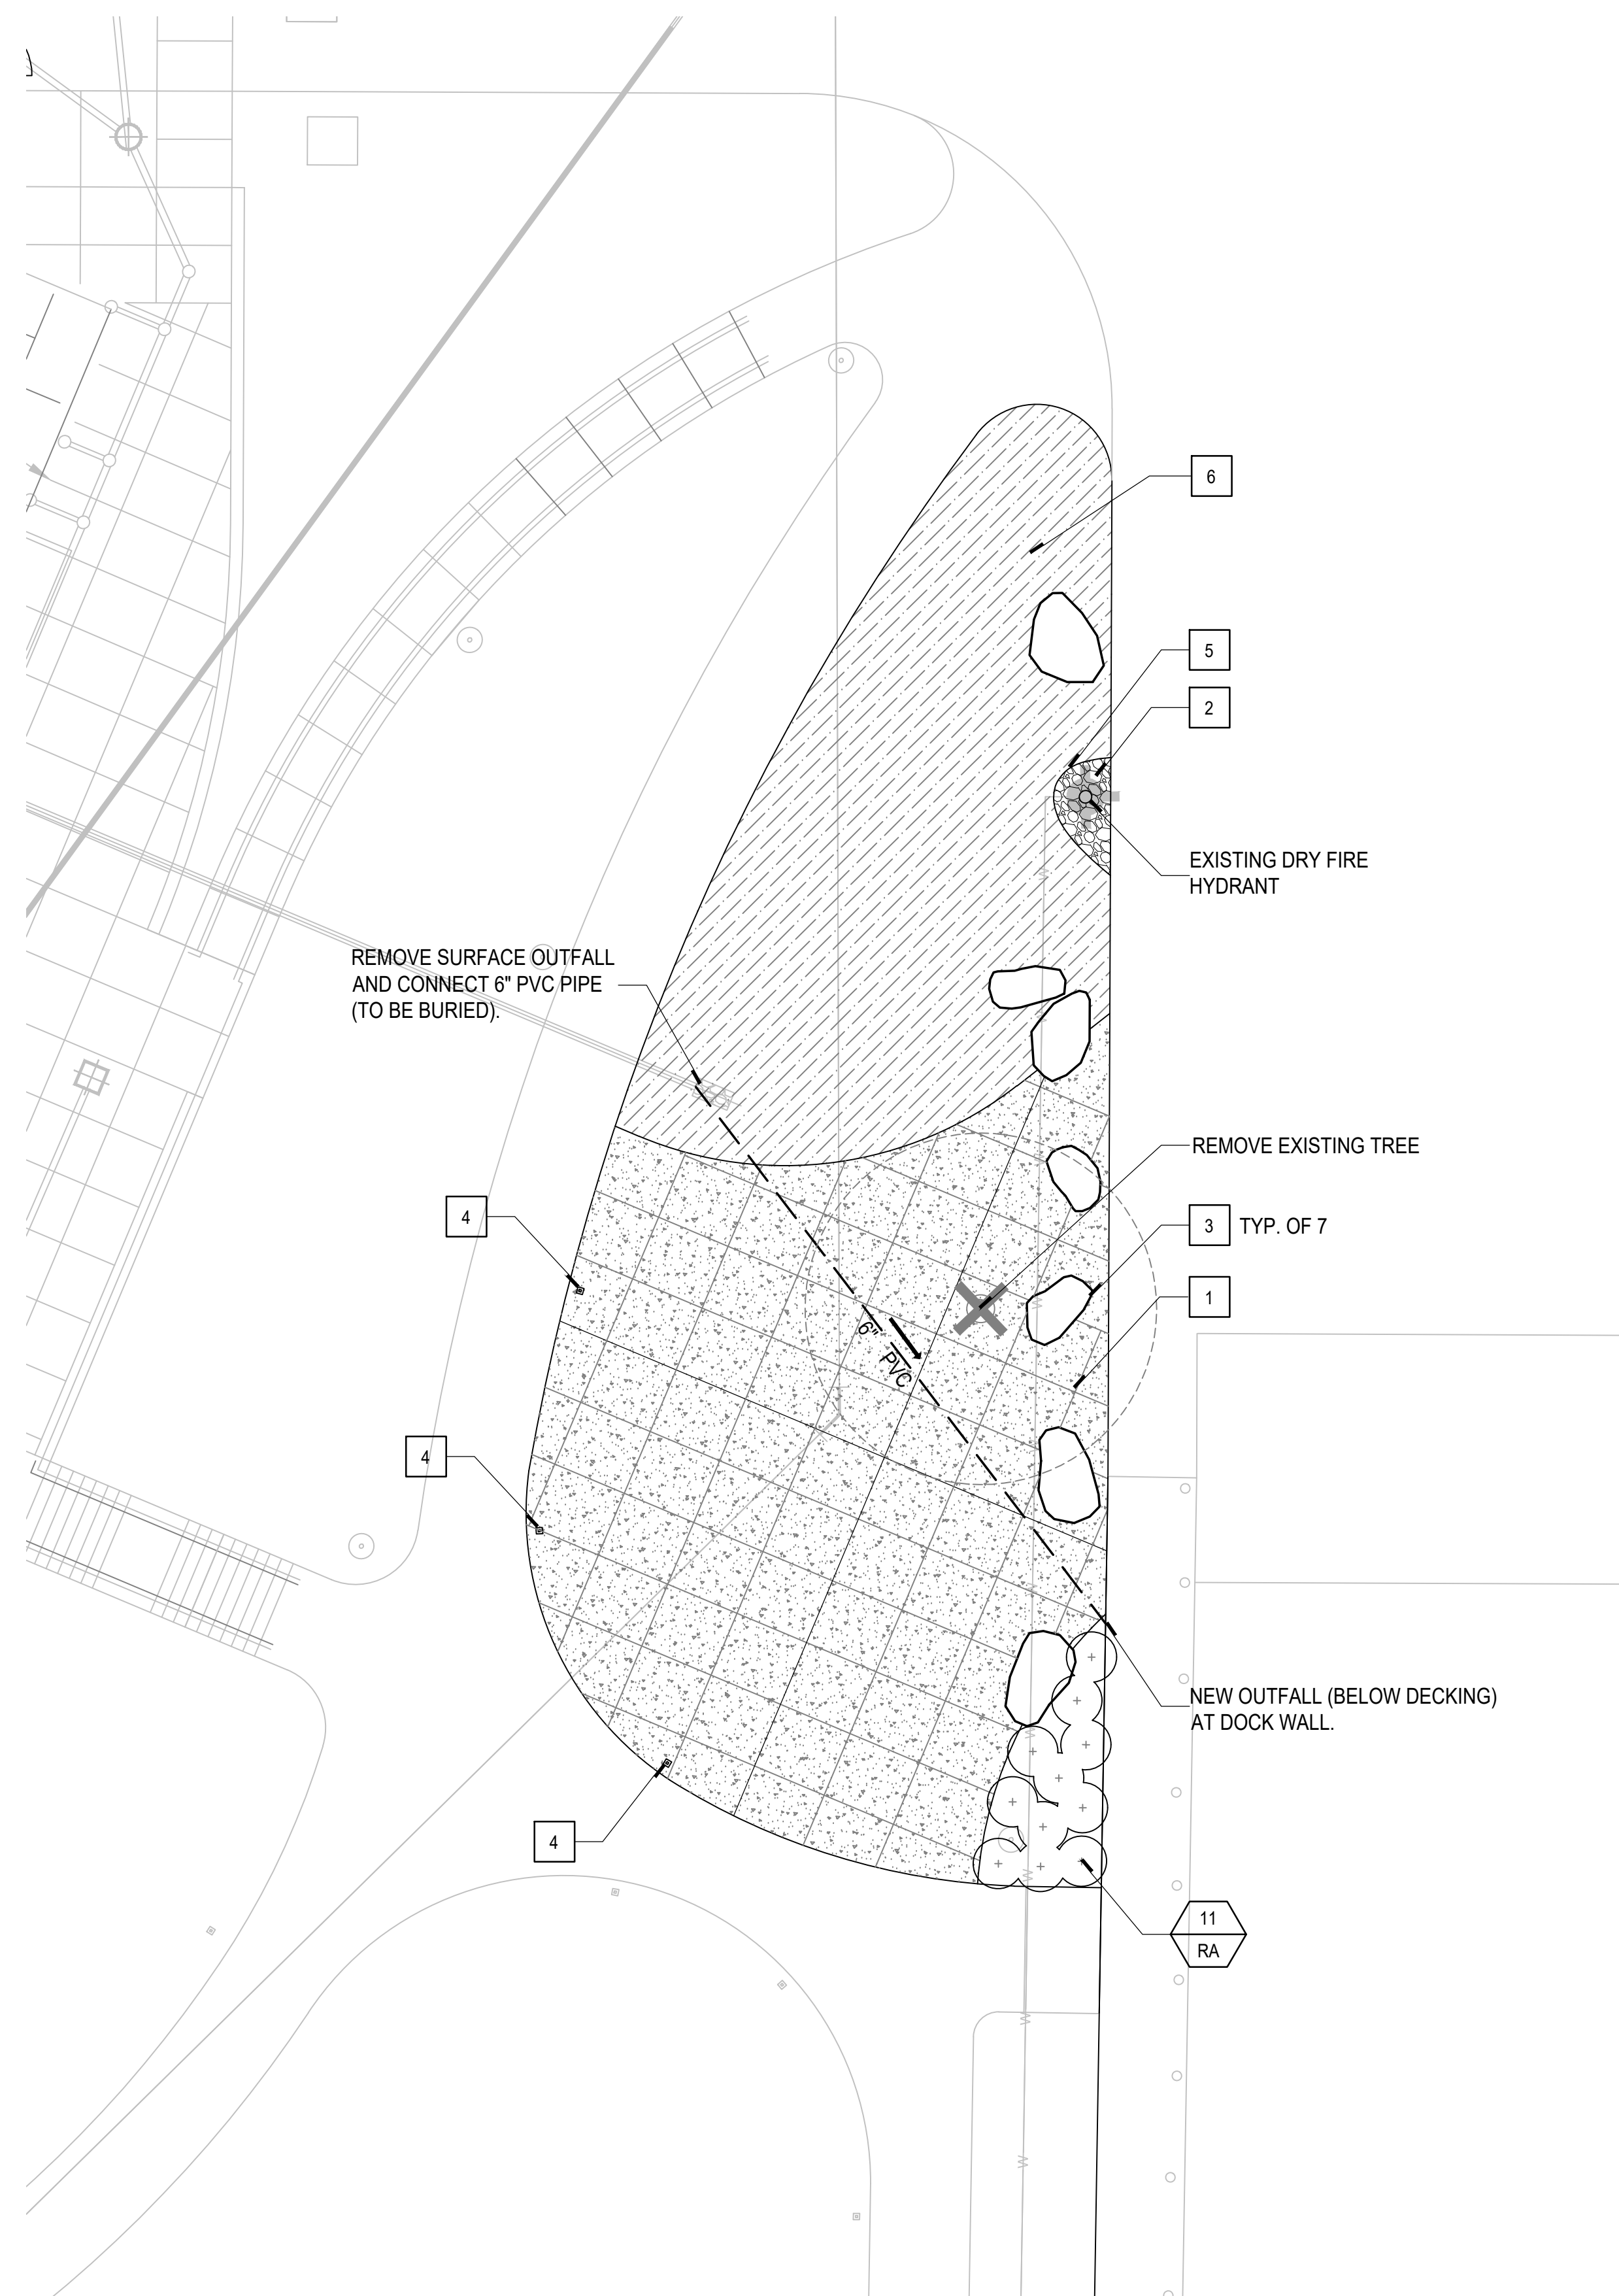 6
5
2
EXISTING DRY FIRE
HYDRANT
REMOVE SURFACE OUTFALL
AND CONNECT 6" PVC PIPE
(TO BE BURIED).
REMOVE EXISTING TREE
4
3 TYP. OF 7
1
6" PVC
4
NEW OUTFALL (BELOW DECKING)
AT DOCK WALL.
4
11
RA
W
W
W
W
W
W
W
W